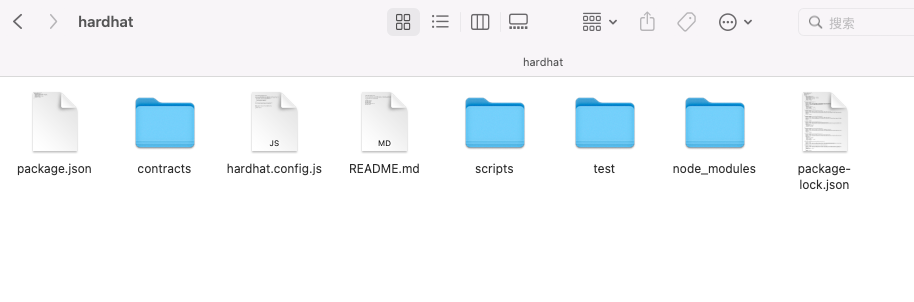 hardhat
搜索
hardhat
package.json
contracts
JS
hardhat.config.js
MD
README.md
scripts
test
node_modules
package-
lock.json